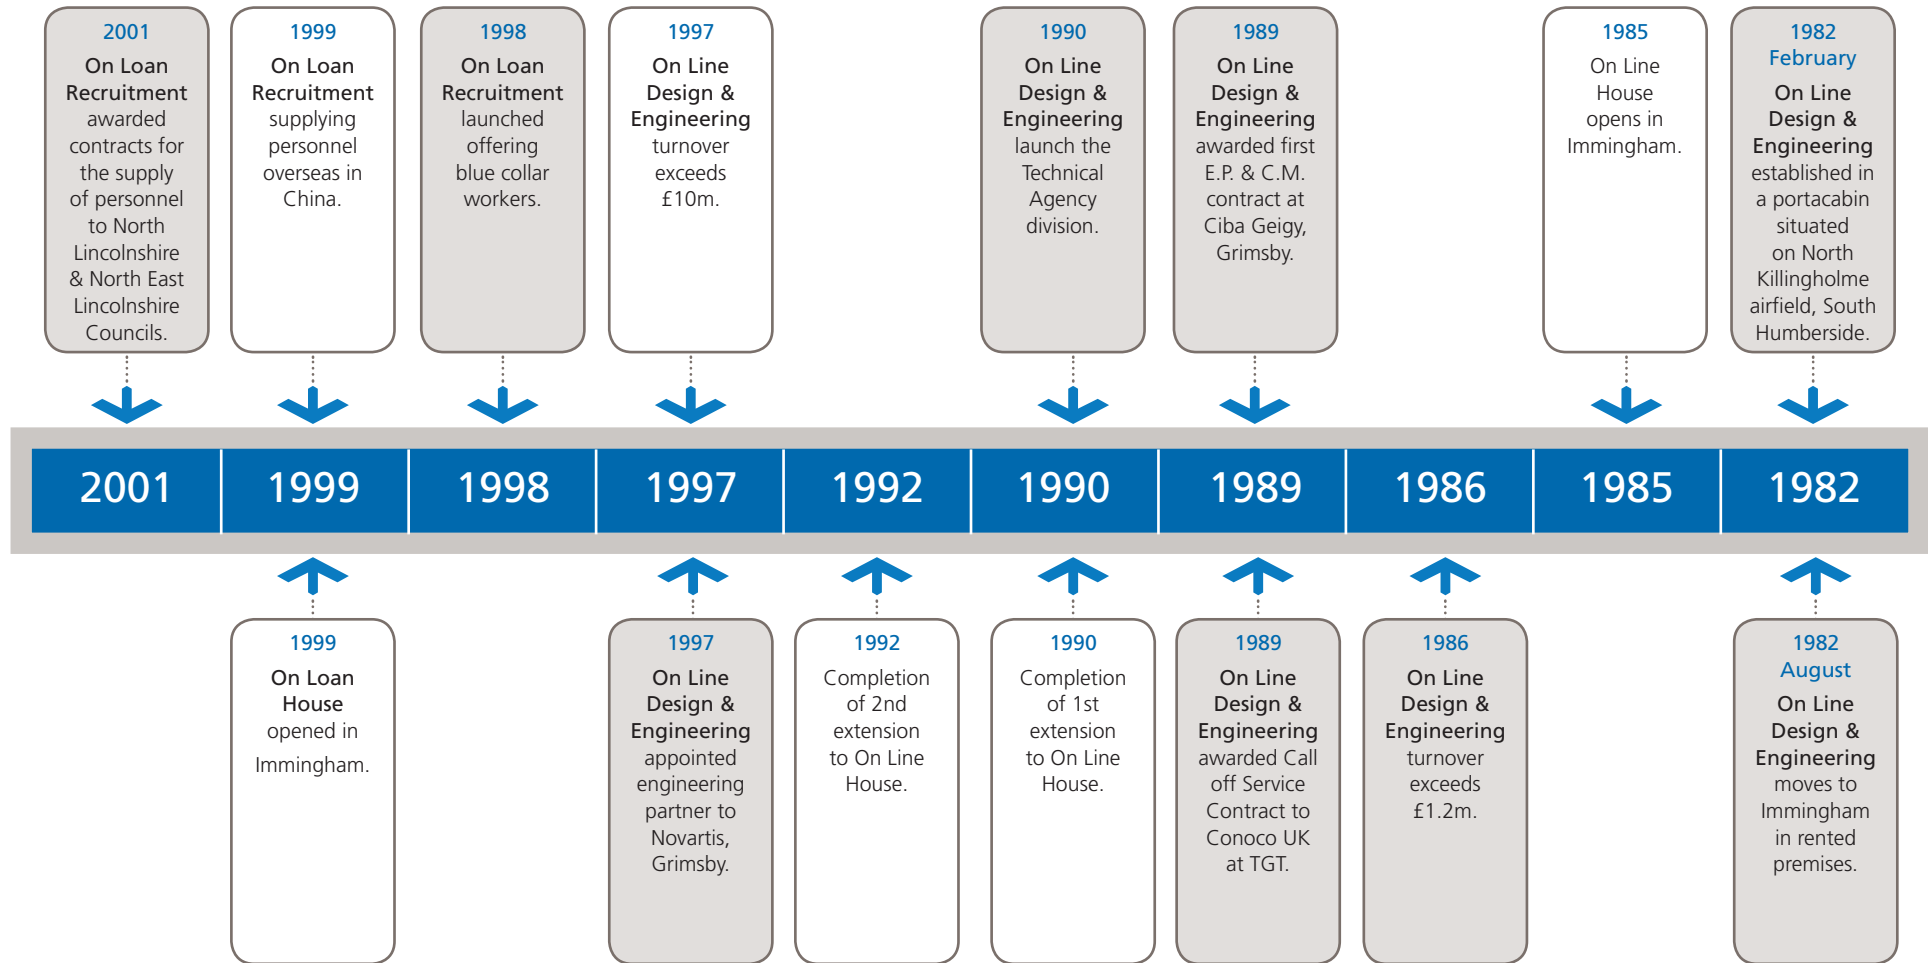 2001
On Loan
Recruitment
awarded
contracts for
the supply
of personnel
to North
Lincolnshire
& North East
Lincolnshire
Councils.
1999
On Loan
Recruitment
supplying
personnel
overseas in
China.
1998
On Loan
Recruitment
launched
offering
blue collar
workers.
1997
On Line
Design &
Engineering
turnover
exceeds
£10m.
1990
On Line
Design &
Engineering
launch the
Technical
Agency
division.
1989
On Line
Design &
Engineering
awarded first
E.P. & C.M.
contract at
Ciba Geigy,
Grimsby.
1985
On Line
House
opens in
Immingham.
1982
February
On Line
Design &
Engineering
established in
a portacabin
situated
on North
Killingholme
airfield, South
Humberside.
2001 1999 1998 1997 1992 1990 1989 1986 1985 1982
1999
On Loan
House
opened in
Immingham.
1997
On Line
Design &
Engineering
appointed
engineering
partner to
Novartis,
Grimsby.
1992
Completion
of 2nd
extension
to On Line
House.
1990
Completion
of 1st
extension
to On Line
House.
1989
On Line
Design &
Engineering
awarded Call
off Service
Contract to
Conoco UK
at TGT.
1986
On Line
Design &
Engineering
turnover
exceeds
£1.2m.
1982
August
On Line
Design &
Engineering
moves to
Immingham
in rented
premises.